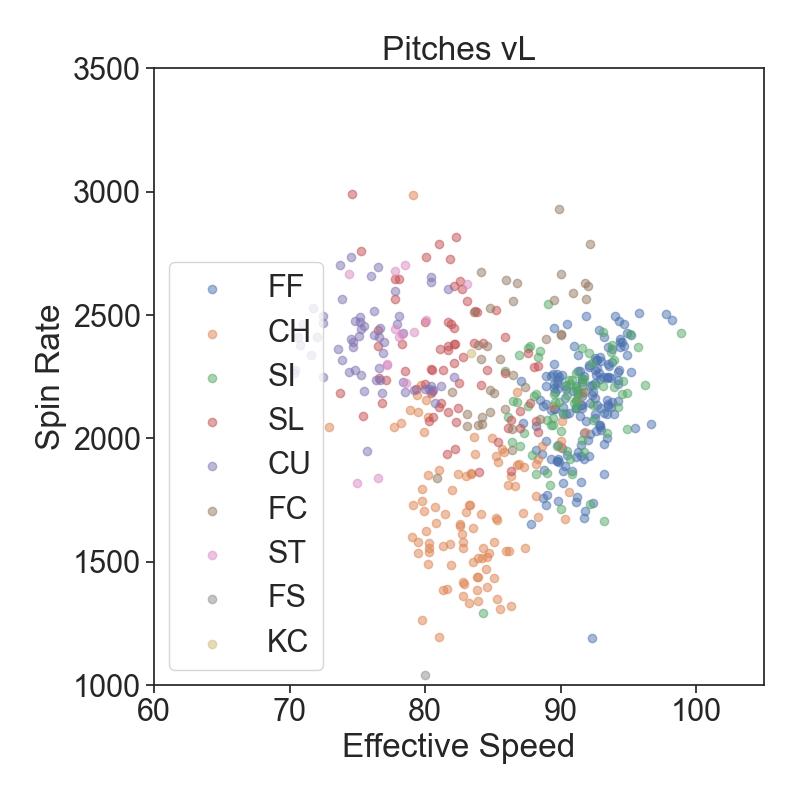 Pitches vL
3500
3000
2500
2000
1500
1000
Spin Rate
FF
CH
SI
SL
CU
FC
ST
FS
KC
60 70 80 90 100
Effective Speed